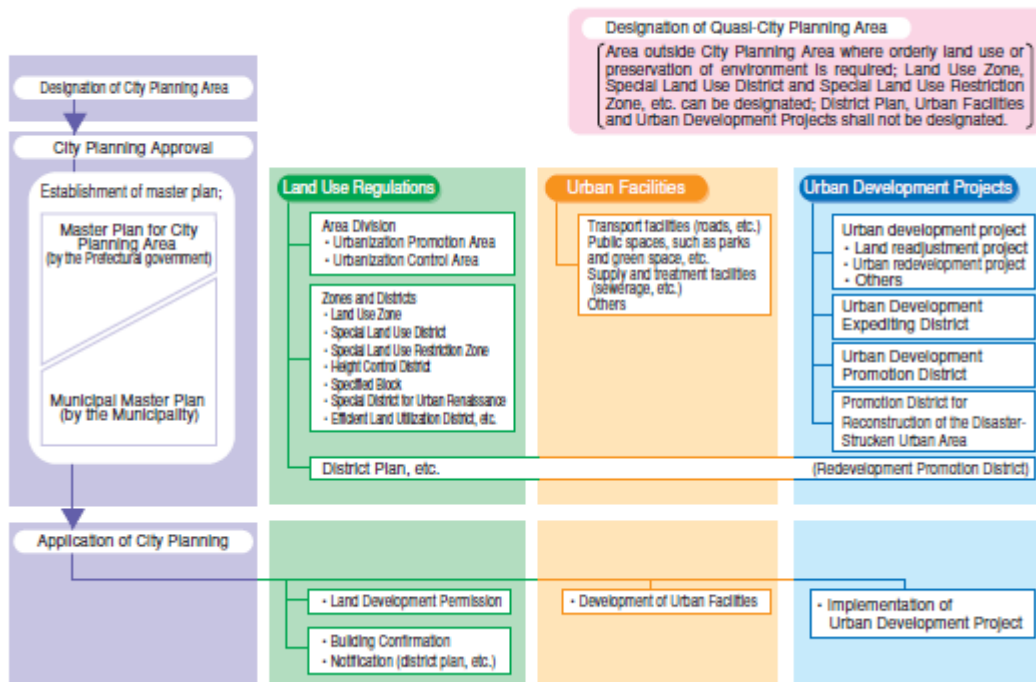 Designation of Quasi-City Planning Area
Area outside City Planning Area where orderly land use or
preservation of environment is required; Land Use Zone,
Special Land Use District and Special Land Use Restriction
Zone, etc. can be designated; District Plan, Urban Facilities
and Urban Development Projects shall not be designated.
Designation of City Planning Area
City Planning Approval
Establishment of master plan;
Master Plan for City
Planning Area
(by the Prefectural government)
Municipal Master Plan
(by the Municipality)
Land Use Regulations
Area Division
・Urbanization Promotion Area
・Urbanization Control Area
Zones and Districts
・Land Use Zone
・Special Land Use District
・Special Land Use Restriction Zone
・Height Control District
・Specified Block
・Special District for Urban Renaissance
・Efficient Land Utilization District, etc.
District Plan, etc.
Urban Facilities
Transport facilities (roads, etc.)
Public spaces, such as parks
and green space, etc.
Supply and treatment facilities
(sewerage, etc.)
Others
Urban Development Projects
Urban development project
・Land readjustment project
・Urban redevelopment project
・Others
Urban Development
Expediting District
Urban Development
Promotion District
Promotion District for
Reconstruction of the Disaster-
Strucken Urban Area
(Redevelopment Promotion District)
Application of City Planning
・Land Development Permission
・Building Confirmation
・Notification (district plan, etc.)
・Development of Urban Facilities
・Implementation of
Urban Development Project